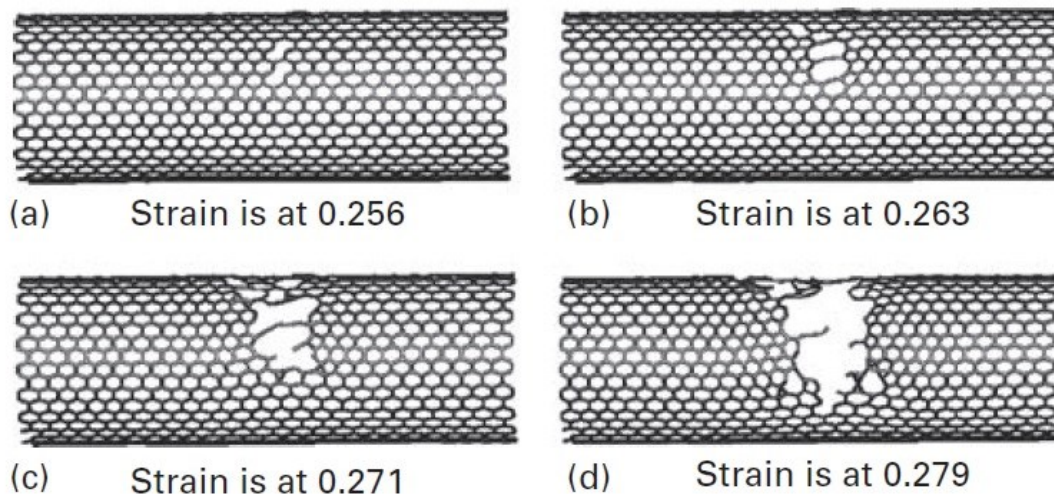 (a) Strain is at 0.256
(b) Strain is at 0.263
(c) Strain is at 0.271
(d) Strain is at 0.279